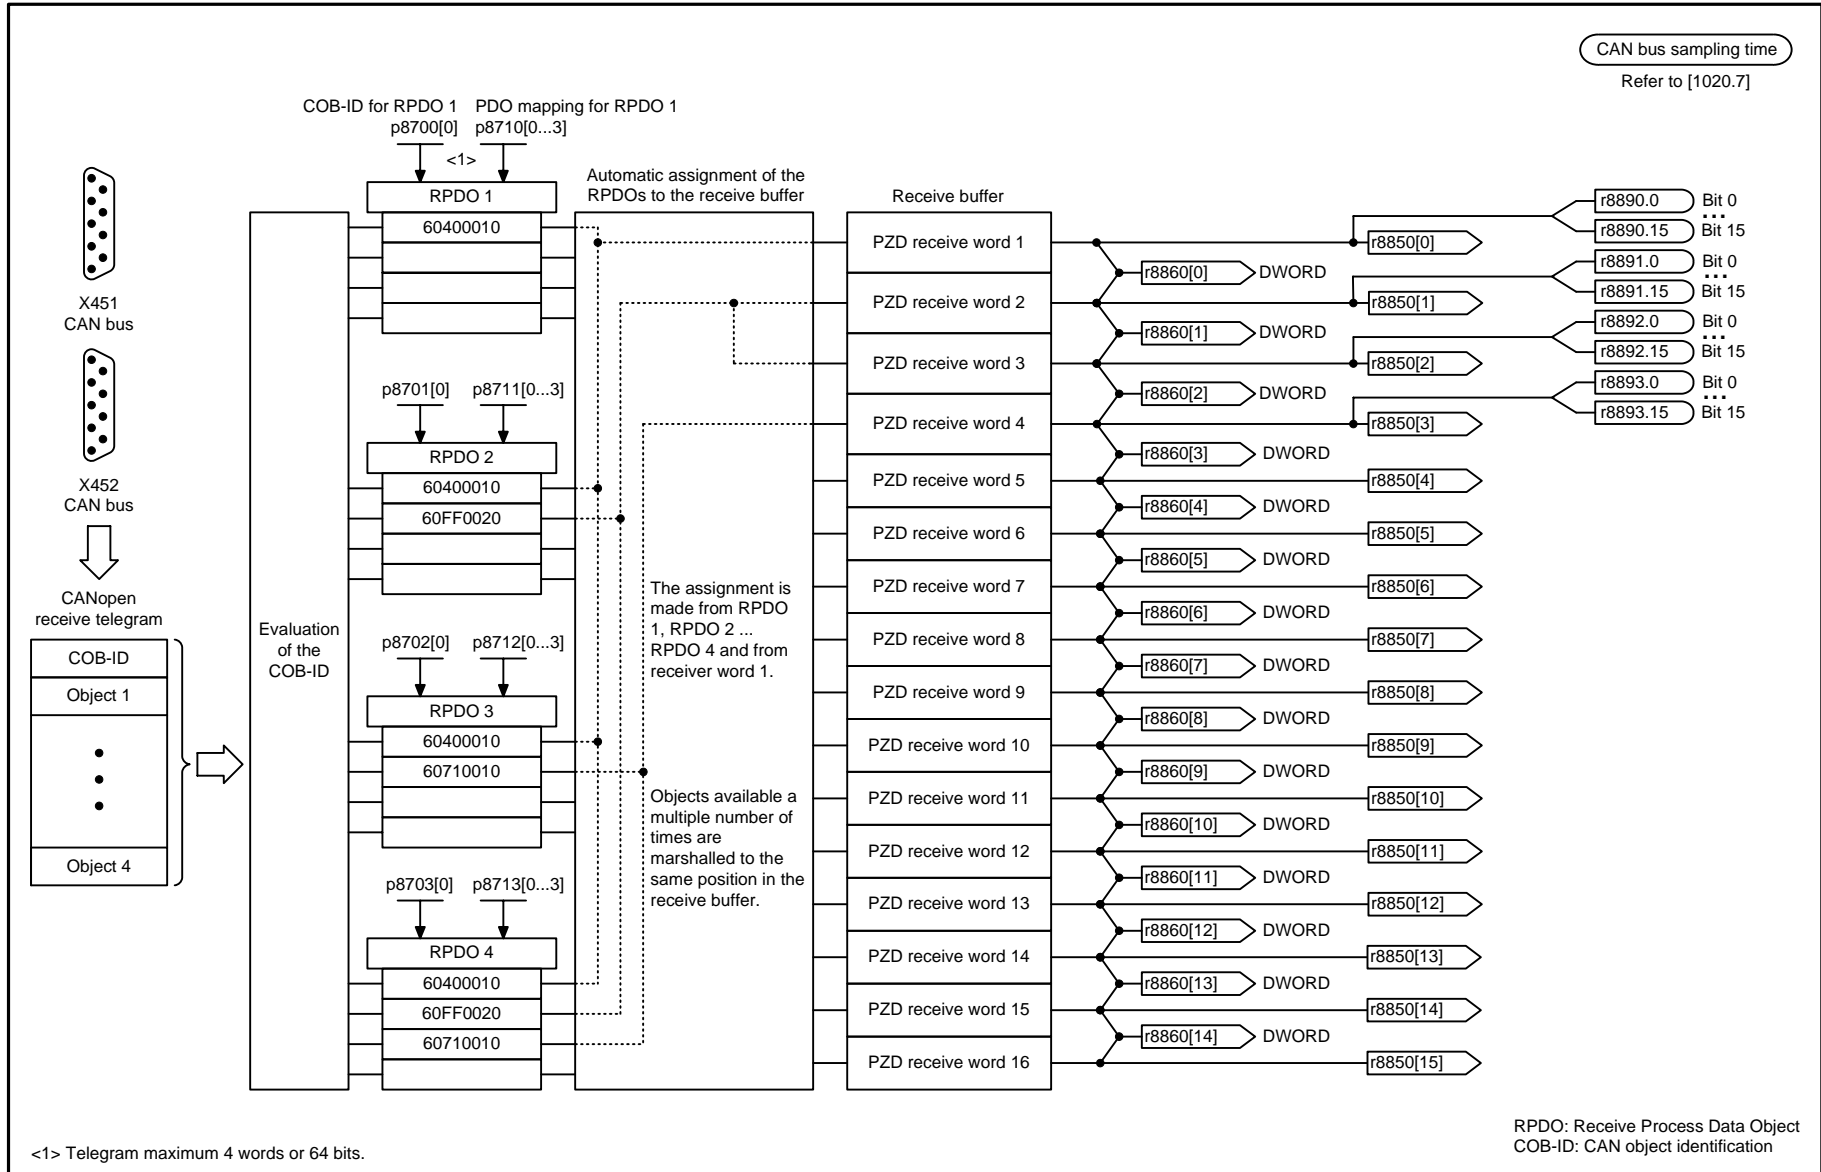 CAN bus sampling time
Refer to [1020.7]
COB-ID for RPDO 1 PDO mapping for RPDO 1
p8700[0] p8710[0...3]
<1>
RPDO 1
60400010
Automatic assignment of the
RPDOs to the receive buffer
Receive buffer
X451
CAN bus
X452
CAN bus
CANopen
receive telegram
COB-ID
Object 1
Object 4
Evaluation
of the
COB-ID
p8701[0] p8711[0...3]
RPDO 2
60400010
60FF0020
p8702[0] p8712[0...3]
RPDO 3
60400010
60710010
p8703[0] p8713[0...3]
RPDO 4
60400010
60FF0020
60710010
The assignment is
made from RPDO
1, RPDO 2 ...
RPDO 4 and from
receiver word 1.
Objects available a
multiple number of
times are
marshalled to the
same position in the
receive buffer.
PZD receive word 1
PZD receive word 2
PZD receive word 3
PZD receive word 4
PZD receive word 5
PZD receive word 6
PZD receive word 7
PZD receive word 8
PZD receive word 9
PZD receive word 10
PZD receive word 11
PZD receive word 12
PZD receive word 13
PZD receive word 14
PZD receive word 15
PZD receive word 16
r8860[0] DWORD
r8860[1] DWORD
r8860[2] DWORD
r8860[3] DWORD
r8860[4] DWORD
r8860[5] DWORD
r8860[6] DWORD
r8860[7] DWORD
r8860[8] DWORD
r8860[9] DWORD
r8860[10] DWORD
r8860[11] DWORD
r8860[12] DWORD
r8860[13] DWORD
r8860[14] DWORD
r8850[0]
r8850[1]
r8850[2]
r8850[3]
r8850[4]
r8850[5]
r8850[6]
r8850[7]
r8850[8]
r8850[9]
r8850[10]
r8850[11]
r8850[12]
r8850[13]
r8850[14]
r8850[15]
r8890.0 Bit 0
...
r8890.15 Bit 15
r8891.0 Bit 0
...
r8891.15 Bit 15
r8892.0 Bit 0
...
r8892.15 Bit 15
r8893.0 Bit 0
...
r8893.15 Bit 15
<1> Telegram maximum 4 words or 64 bits.
RPDO: Receive Process Data Object
COB-ID: CAN object identification